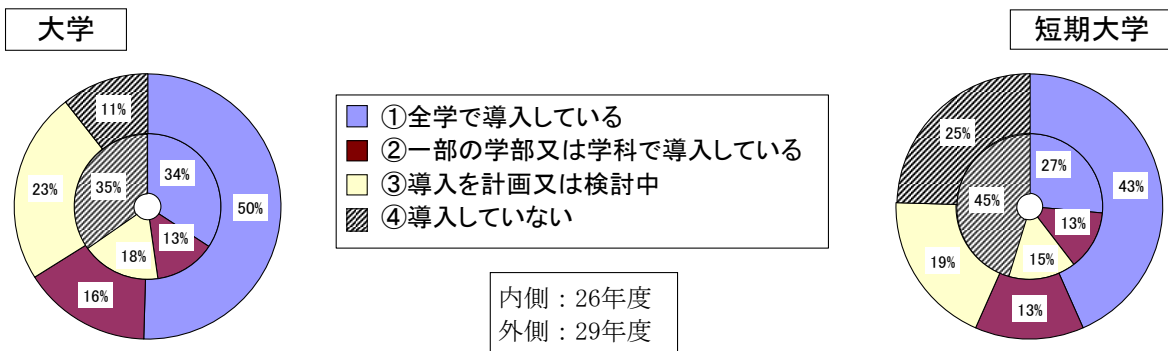 大学
短期大学
11%
34%
50%
13%
16%
18%
23%
35%
①全学で導入している
②一部の学部又は学科で導入している
③導入を計画又は検討中
④導入していない
内側：26年度
外側：29年度
25%
27%
43%
13%
13%
15%
19%
45%